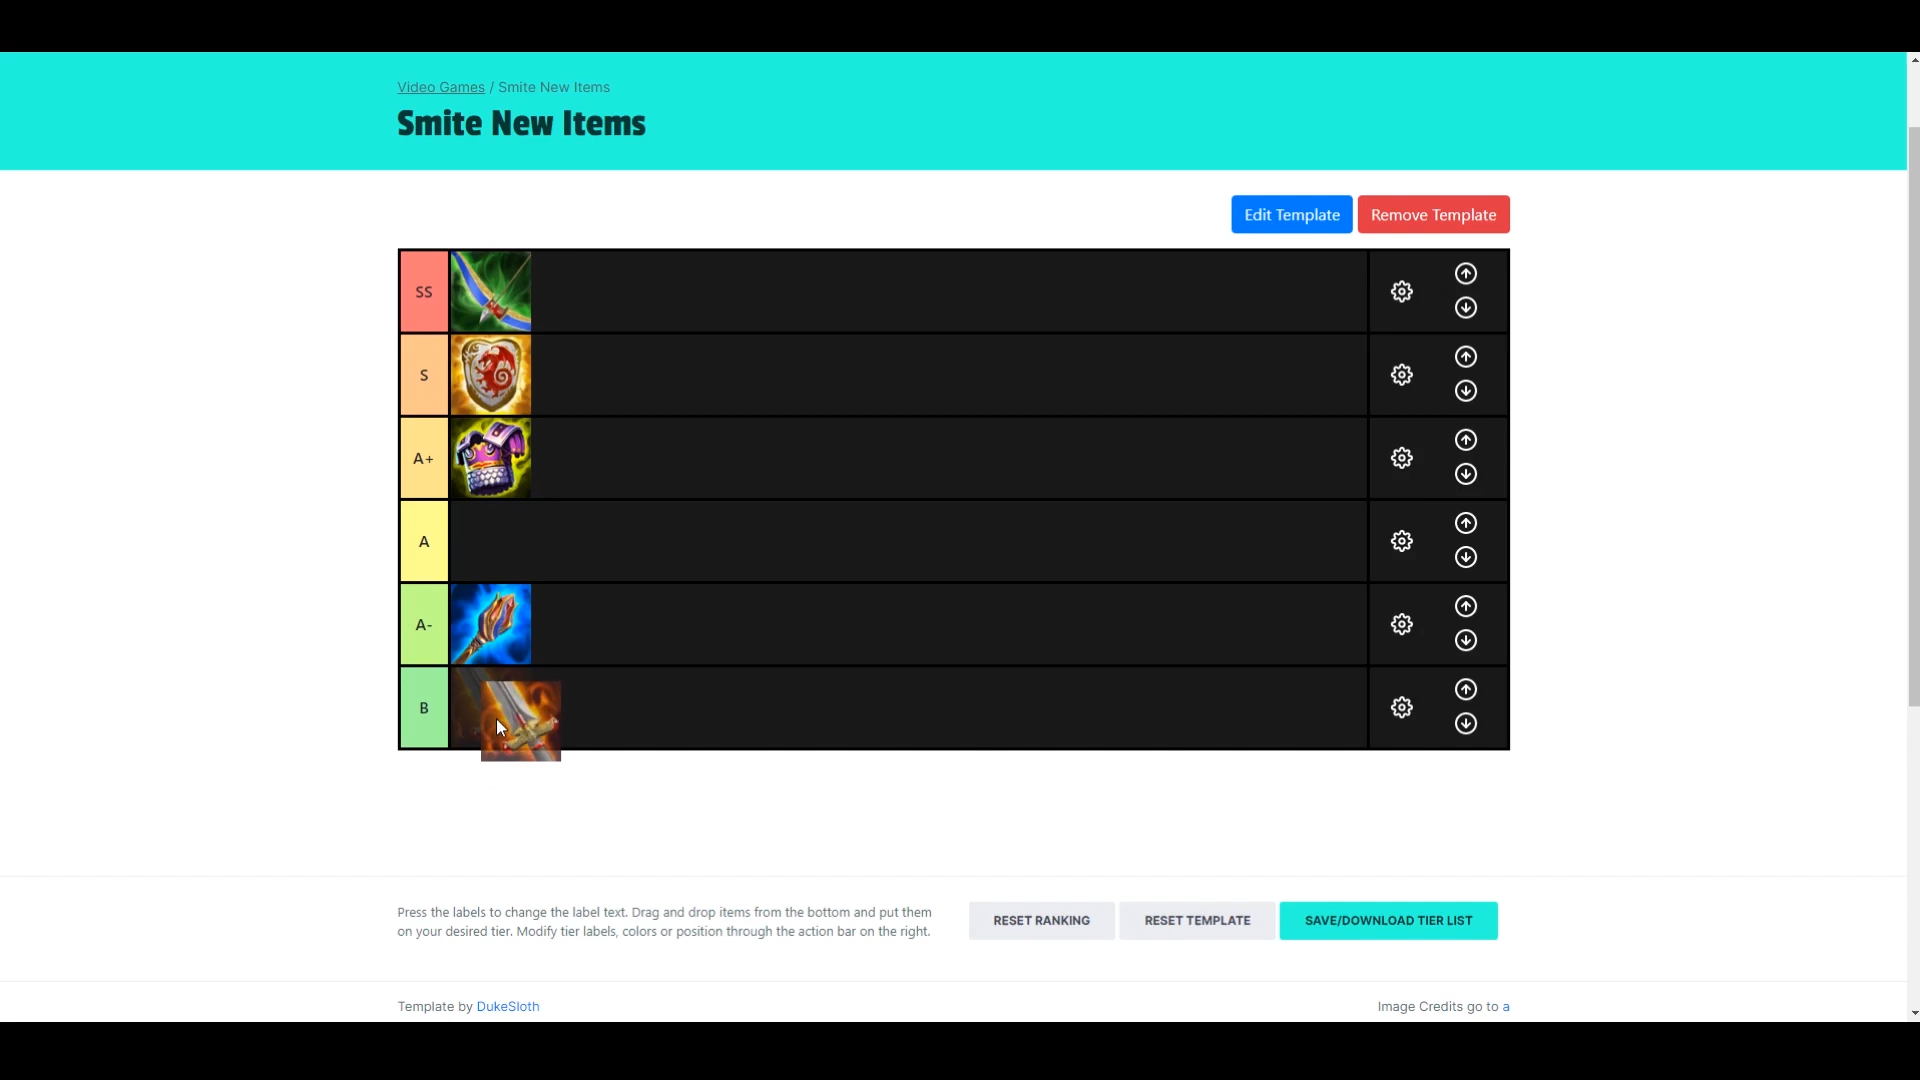 Video Games / Smite New Items
Smite New Items
Edit Template
Remove Template
SS
S
A+
A
A-
B
Press the labels to change the label text. Drag and drop items from the bottom and put them
on your desired tier. Modify tier labels, colors or position through the action bar on the right.
RESET RANKING
RESET TEMPLATE
SAVE/DOWNLOAD TIER LIST
Template by DukeSloth
Image Credits go to a